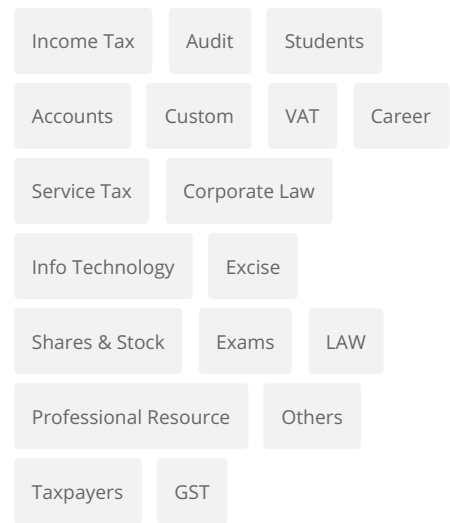 Income Tax Audit Students
Accounts Custom VAT Career
Service Tax Corporate Law
Info Technology Excise
Shares & Stock Exams LAW
Professional Resource Others
Taxpayers GST